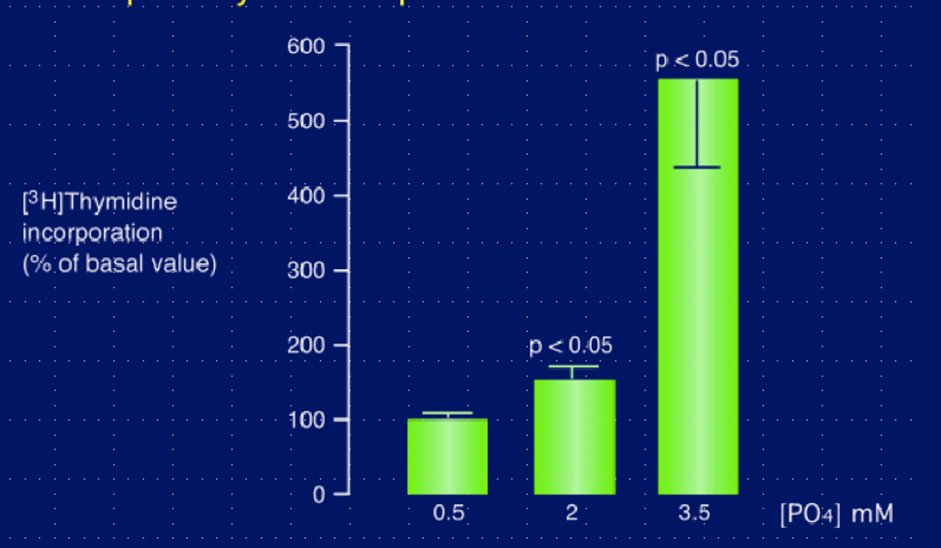 600
p < 0.05
500
400
[³H]Thymidine
incorporation
(% of basal value)
300
200
p < 0.05
100
0
0.5
2
3.5
[PO₄] mM